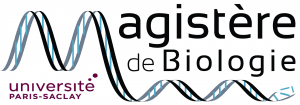 Magistère
de Biologie
université
PARIS-SACLAY